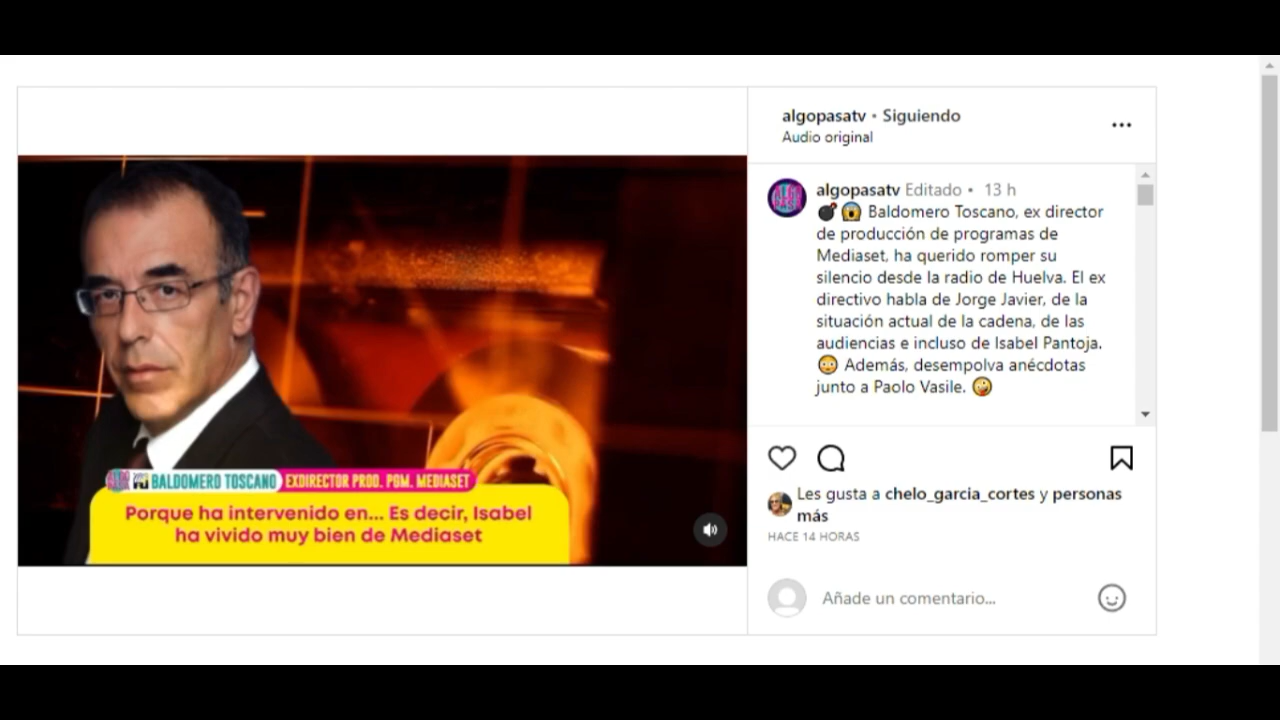 algopasatv • Siguiendo
Audio original
algopasatv Editado • 13 h
💣😱 Baldomero Toscano, ex director
de producción de programas de
Mediaset, ha querido romper su
silencio desde la radio de Huelva. El ex
directivo habla de Jorge Javier, de la
situación actual de la cadena, de las
audiencias e incluso de Isabel Pantoja.
😳 Además, desempolva anécdotas
junto a Paolo Vasile. 🤪
ALGO PASA
BALDOMERO TOSCANO EXDIRECTOR PROD. PGM. MEDIASET
Porque ha intervenido en... Es decir, Isabel
ha vivido muy bien de Mediaset
Les gusta a chelo_garcia_cortes y personas
más
HACE 14 HORAS
Añade un comentario...